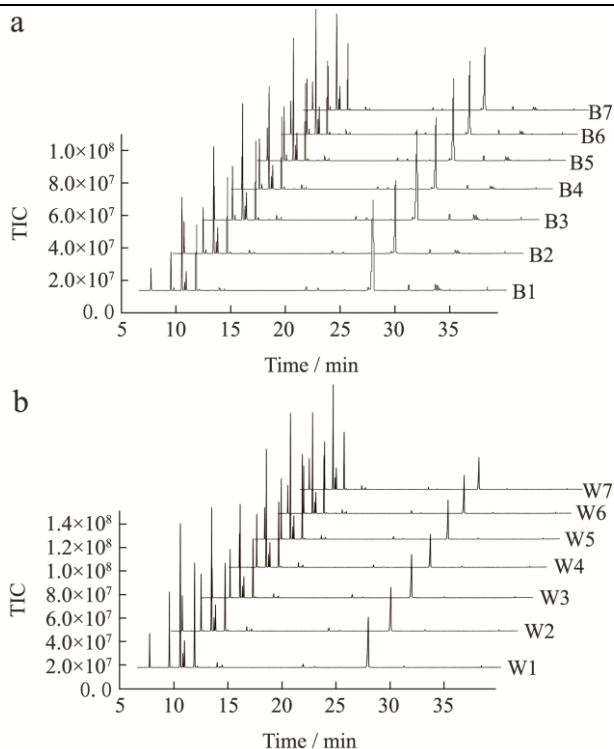 a
B7
B6
1.0×10⁸
B5
8.0×10⁷
B4
6.0×10⁷
B3
4.0×10⁷
B2
2.0×10⁷
B1
0.0
TIC
5 10 15 20 25 30 35
Time / min
b
W7
W6
1.4×10⁸
W5
1.2×10⁸
W4
1.0×10⁸
8.0×10⁷
W3
6.0×10⁷
W2
4.0×10⁷
2.0×10⁷
W1
0.0
TIC
5 10 15 20 25 30 35
Time / min